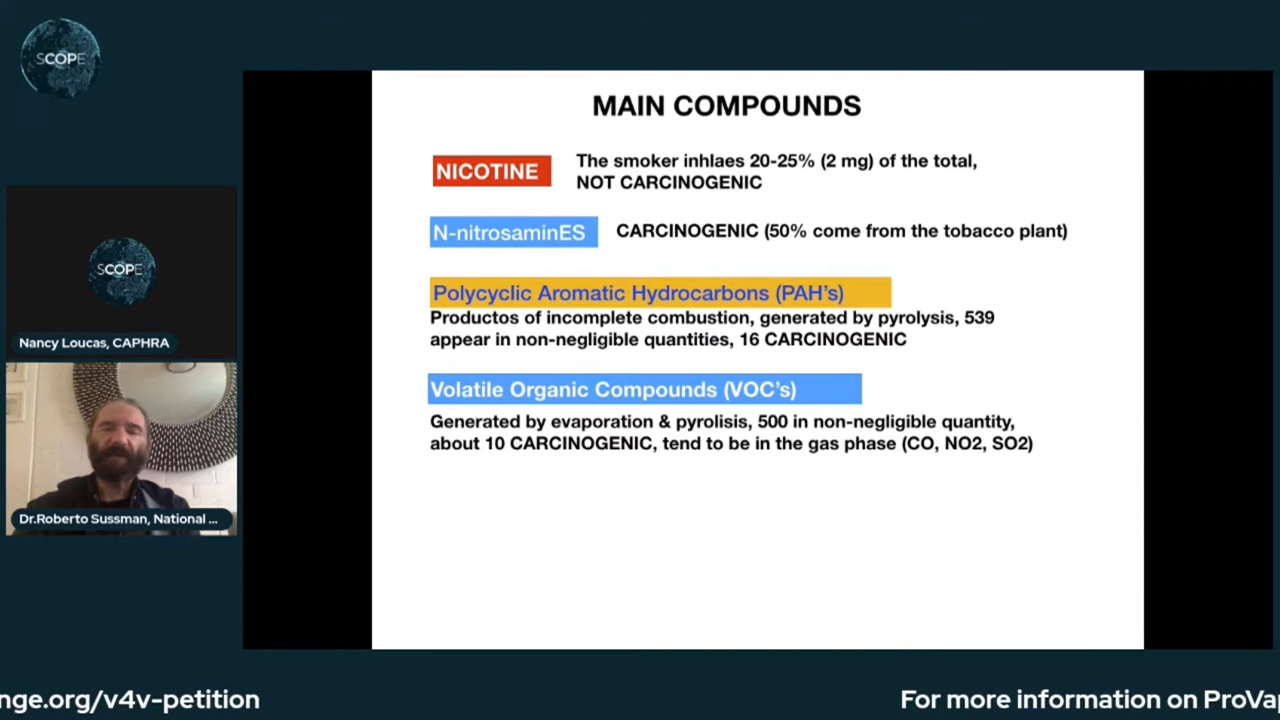 SCOPE
MAIN COMPOUNDS
NICOTINE
The smoker inhlaes 20-25% (2 mg) of the total,
NOT CARCINOGENIC
N-nitrosaminES
CARCINOGENIC (50% come from the tobacco plant)
SCOPE
Polycyclic Aromatic Hydrocarbons (PAH's)
Productos of incomplete combustion, generated by pyrolysis, 539
appear in non-negligible quantities, 16 CARCINOGENIC
Nancy Loucas, CAPHRA
Volatile Organic Compounds (VOC's)
Generated by evaporation & pyrolisis, 500 in non-negligible quantity,
about 10 CARCINOGENIC, tend to be in the gas phase (CO, NO2, SO2)
Dr.Roberto Sussman, National ...
nge.org/v4v-petition
For more information on ProVap